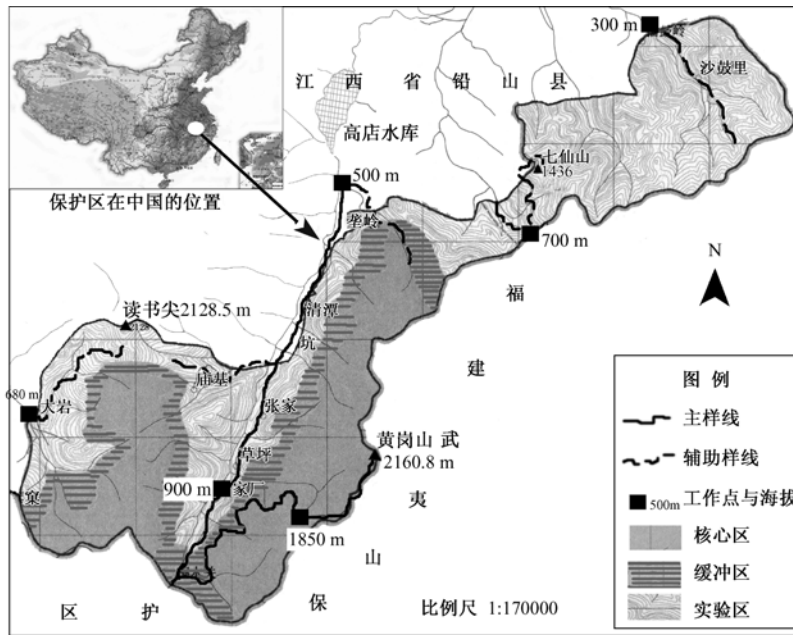 保护区在中国的位置
江西省铅山县
高店水库
300 m
沙鼓里
七仙山
1436
500 m
垄岭
700 m
N
清潭
坑
福
建
读书尖2128.5 m
庙基
680 m
大岩
张家
草坪
黄岗山
2160.8 m
武
夷
山
900 m
家厂
1850 m
保
护
区
比例尺 1:170000
图 例
主样线
辅助样线
500m
工作点与海拔
核心区
缓冲区
实验区